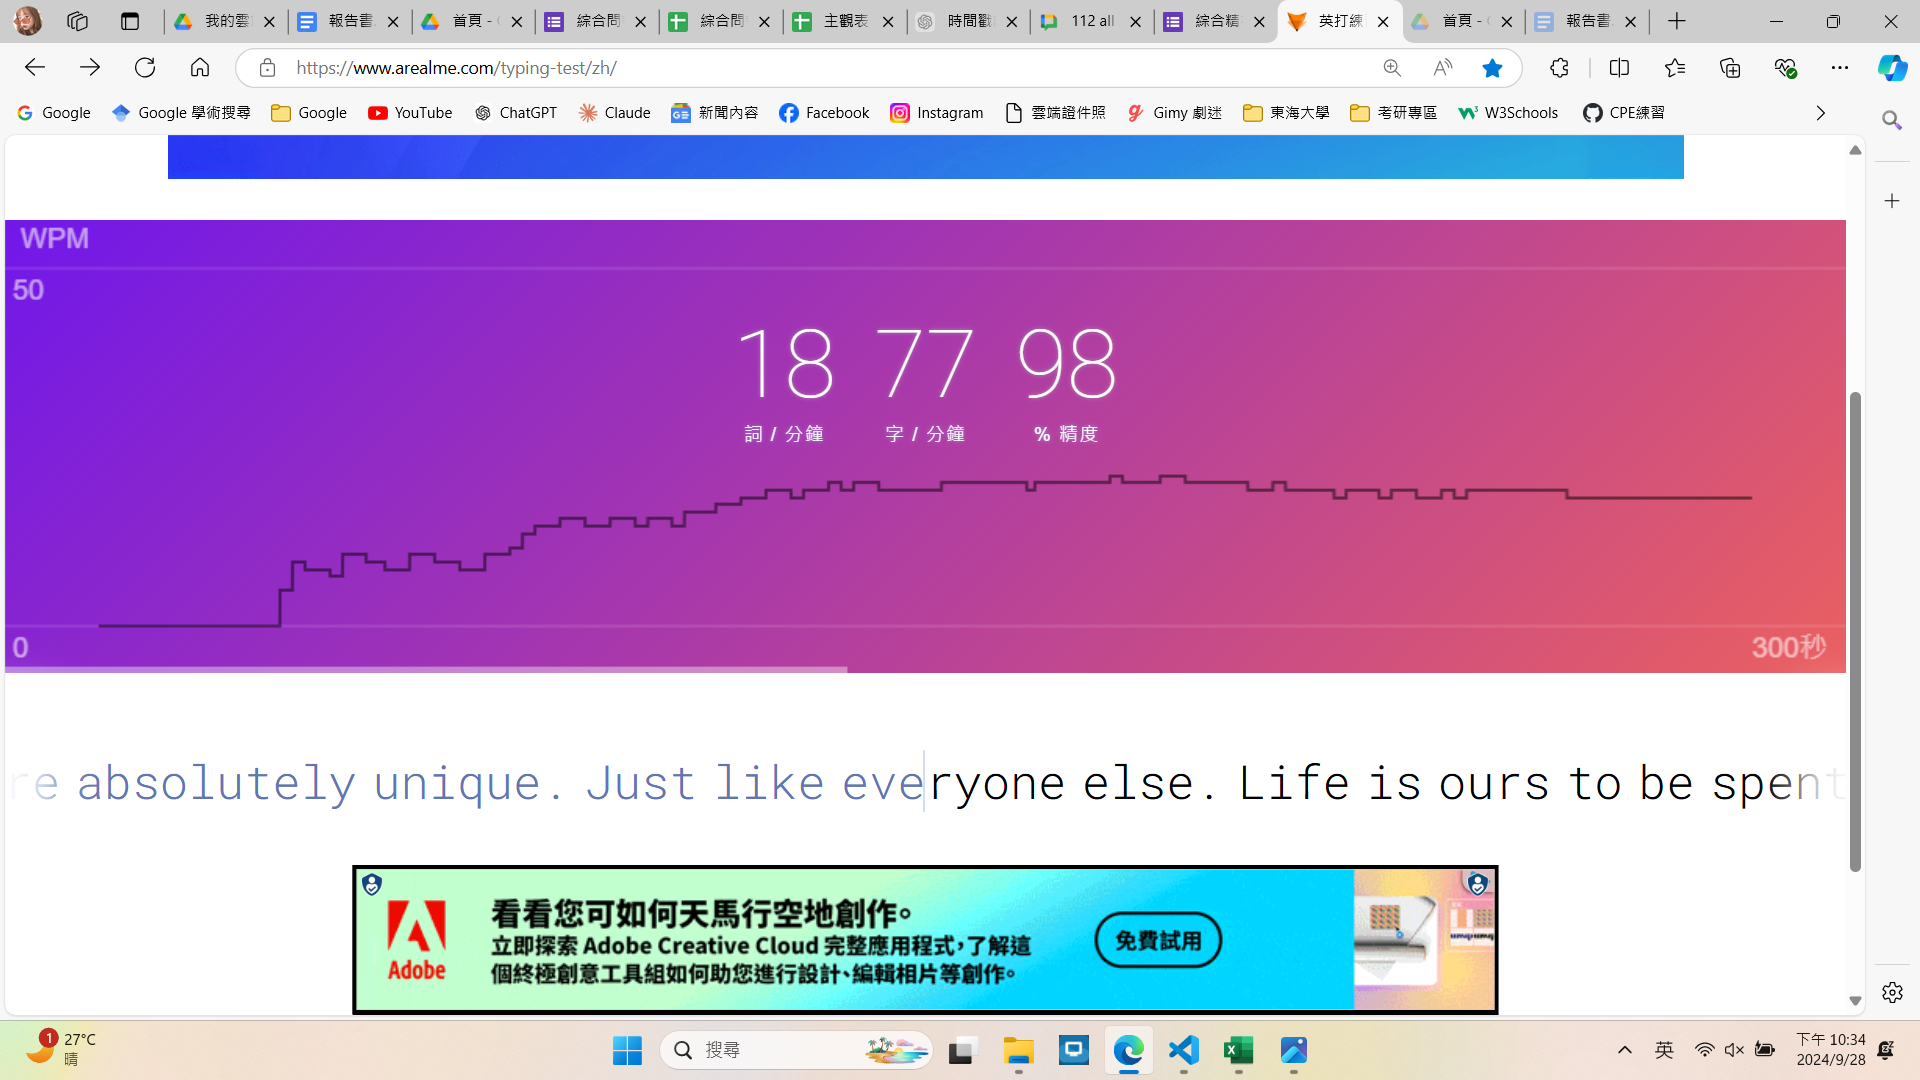 我的雲
報告書
首頁 - 
綜合問
綜合問
主觀表
時間戳
112 all
綜合精
英打練
首頁 - 
報告書
https://www.arealme.com/typing-test/zh/
Google
Google 學術搜尋
Google
YouTube
ChatGPT
Claude
新聞內容
Facebook
Instagram
雲端證件照
Gimy 劇迷
東海大學
考研專區
W3Schools
CPE練習
WPM
50
18 77 98
詞 / 分鐘 字 / 分鐘 % 精度
0 300秒
re absolutely unique. Just like everyone else. Life is ours to be spent
看看您可如何天馬行空地創作。
立即探索 Adobe Creative Cloud 完整應用程式，了解這
個終極創意工具組如何助您進行設計、編輯相片等創作。
Adobe
免費試用
1
27°C
晴
搜尋
英
下午 10:34
2024/9/28